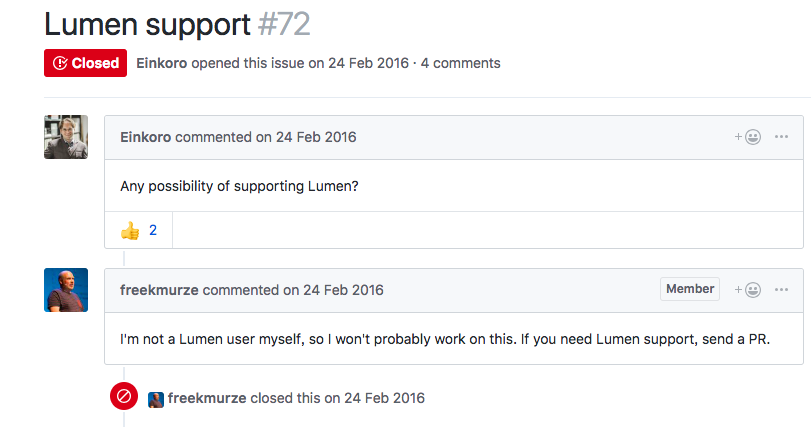 Lumen support #72
Closed Einkoro opened this issue on 24 Feb 2016 · 4 comments
Einkoro commented on 24 Feb 2016
Any possibility of supporting Lumen?
2
freekmurze commented on 24 Feb 2016 Member
I'm not a Lumen user myself, so I won't probably work on this. If you need Lumen support, send a PR.
freekmurze closed this on 24 Feb 2016